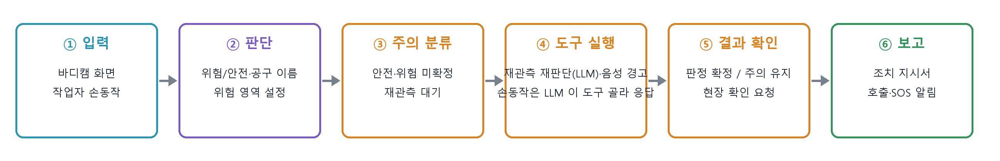 ① 입력
바디캠 화면
작업자 손동작
② 판단
위험/안전·공구 이름
위험 영역 설정
③ 주의 분류
안전·위험 미확정
재관측 대기
④ 도구 실행
재관측 재판단(LLM)·음성 경고
손동작은 LLM 이 도구 골라 응답
⑤ 결과 확인
판정 확정 / 주의 유지
현장 확인 요청
⑥ 보고
조치 지시서
호출·SOS 알림